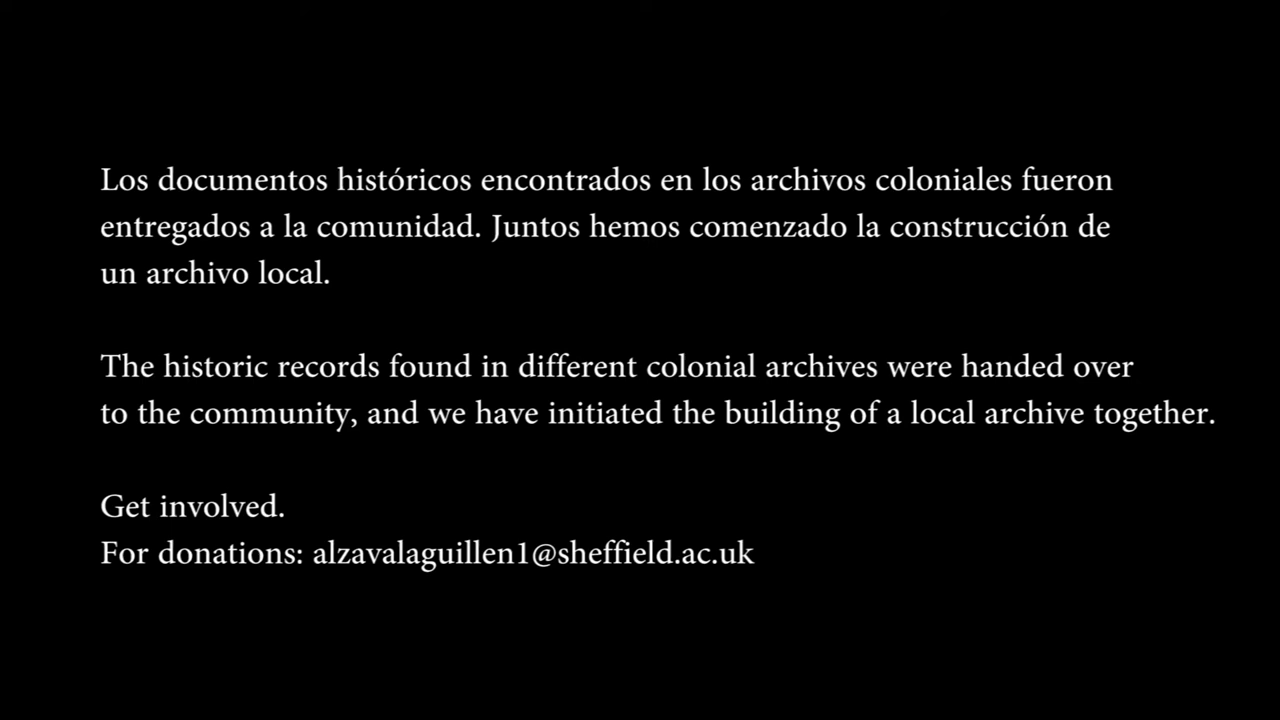 Los documentos históricos encontrados en los archivos coloniales fueron
entregados a la comunidad. Juntos hemos comenzado la construcción de
un archivo local.
The historic records found in different colonial archives were handed over
to the community, and we have initiated the building of a local archive together.
Get involved.
For donations: alzavalaguillen1@sheffield.ac.uk